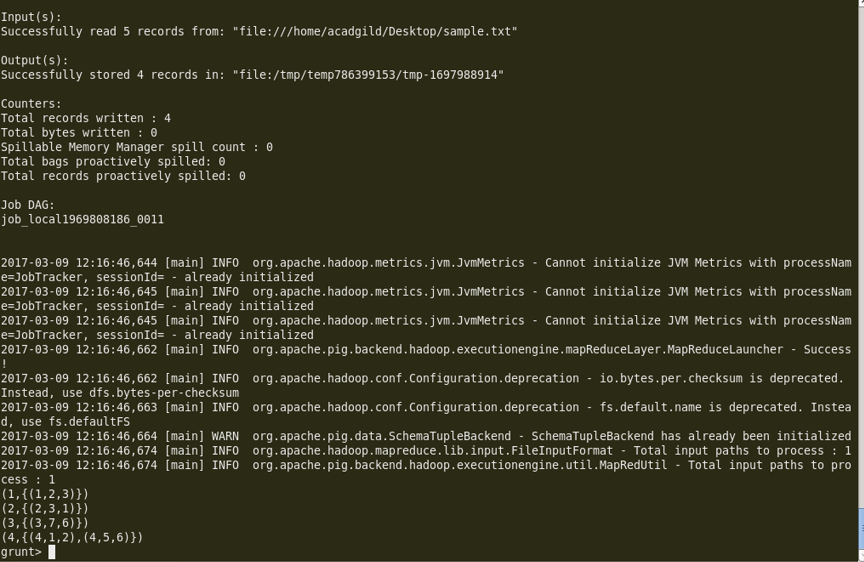 Input(s):
Successfully read 5 records from: "file:///home/acadgild/Desktop/sample.txt"
Output(s):
Successfully stored 4 records in: "file:/tmp/temp786399153/tmp-1697988914"
Counters:
Total records written : 4
Total bytes written : 0
Spillable Memory Manager spill count : 0
Total bags proactively spilled: 0
Total records proactively spilled: 0
Job DAG:
job_local1969808186_0011
2017-03-09 12:16:46,644 [main] INFO  org.apache.hadoop.metrics.jvm.JvmMetrics - Cannot initialize JVM Metrics with processNam
e=JobTracker, sessionId= - already initialized
2017-03-09 12:16:46,645 [main] INFO  org.apache.hadoop.metrics.jvm.JvmMetrics - Cannot initialize JVM Metrics with processNam
e=JobTracker, sessionId= - already initialized
2017-03-09 12:16:46,645 [main] INFO  org.apache.hadoop.metrics.jvm.JvmMetrics - Cannot initialize JVM Metrics with processNam
e=JobTracker, sessionId= - already initialized
2017-03-09 12:16:46,662 [main] INFO  org.apache.pig.backend.hadoop.executionengine.mapReduceLayer.MapReduceLauncher - Success
!
2017-03-09 12:16:46,662 [main] INFO  org.apache.hadoop.conf.Configuration.deprecation - io.bytes.per.checksum is deprecated.
Instead, use dfs.bytes-per-checksum
2017-03-09 12:16:46,663 [main] INFO  org.apache.hadoop.conf.Configuration.deprecation - fs.default.name is deprecated. Instea
d, use fs.defaultFS
2017-03-09 12:16:46,664 [main] WARN  org.apache.pig.data.SchemaTupleBackend - SchemaTupleBackend has already been initialized
2017-03-09 12:16:46,674 [main] INFO  org.apache.hadoop.mapreduce.lib.input.FileInputFormat - Total input paths to process : 1
2017-03-09 12:16:46,674 [main] INFO  org.apache.pig.backend.hadoop.executionengine.util.MapRedUtil - Total input paths to pro
cess : 1
(1,{(1,2,3)})
(2,{(2,3,1)})
(3,{(3,7,6)})
(4,{(4,1,2),(4,5,6)})
grunt>